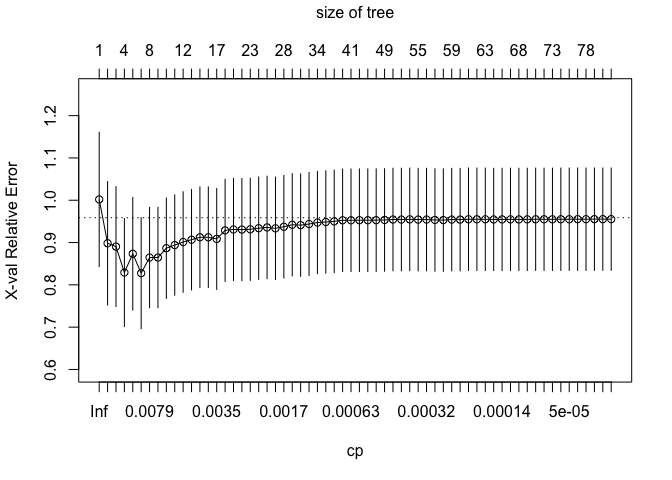 size of tree
1 4 8 12 17 23 28 34 41 49 55 59 63 68 73 78
X-val Relative Error
1.2
1.1
1.0
0.9
0.8
0.7
0.6
Inf 0.0079 0.0035 0.0017 0.00063 0.00032 0.00014 5e-05
cp